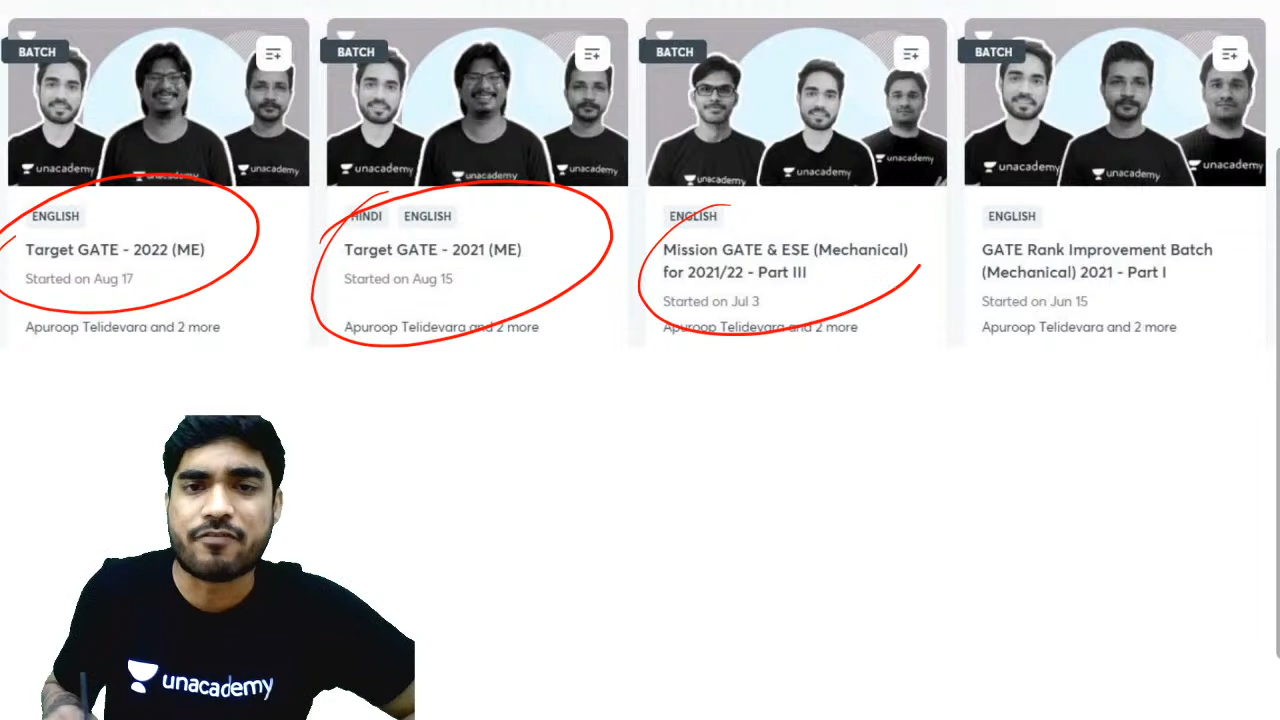 BATCH
unacademy
unacademy
unacademy
ENGLISH
Target GATE - 2022 (ME)
Started on Aug 17
Apuroop Telidevara and 2 more
BATCH
unacademy
unacademy
unacademy
HINDI ENGLISH
Target GATE - 2021 (ME)
Started on Aug 15
Apuroop Telidevara and 2 more
BATCH
unacademy
unacademy
unacademy
ENGLISH
Mission GATE & ESE (Mechanical)
for 2021/22 - Part III
Started on Jul 3
Apuroop Telidevara and 2 more
BATCH
unacademy
unacademy
unacademy
ENGLISH
GATE Rank Improvement Batch
(Mechanical) 2021 - Part I
Started on Jun 15
Apuroop Telidevara and 2 more
unacademy